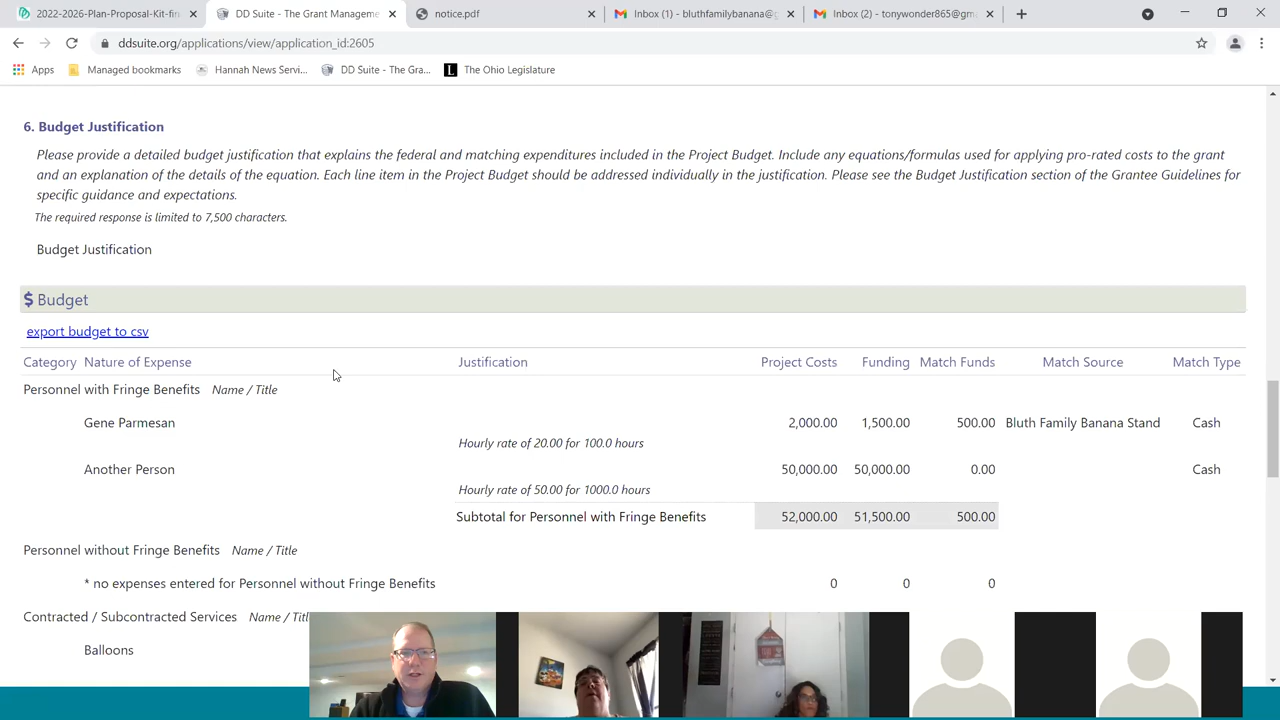 2022-2026-Plan-Proposal-Kit-fin
DD Suite - The Grant Manageme
notice.pdf
Inbox (1) - bluthfamilybanana@g
Inbox (2) - tonywonder865@gm
ddsuite.org/applications/view/application_id:2605
Apps Managed bookmarks Hannah News Servi... DD Suite - The Gra... L The Ohio Legislature
6. Budget Justification
Please provide a detailed budget justification that explains the federal and matching expenditures included in the Project Budget. Include any equations/formulas used for applying pro-rated costs to the grant
and an explanation of the details of the equation. Each line item in the Project Budget should be addressed individually in the justification. Please see the Budget Justification section of the Grantee Guidelines for
specific guidance and expectations.
The required response is limited to 7,500 characters.
Budget Justification
$ Budget
export budget to csv
Category Nature of Expense Justification Project Costs Funding Match Funds Match Source Match Type
Personnel with Fringe Benefits Name / Title
Gene Parmesan 2,000.00 1,500.00 500.00 Bluth Family Banana Stand Cash
Hourly rate of 20.00 for 100.0 hours
Another Person 50,000.00 50,000.00 0.00 Cash
Hourly rate of 50.00 for 1000.0 hours
Subtotal for Personnel with Fringe Benefits 52,000.00 51,500.00 500.00
Personnel without Fringe Benefits Name / Title
* no expenses entered for Personnel without Fringe Benefits 0 0 0
Contracted / Subcontracted Services Name / Titl
Balloons